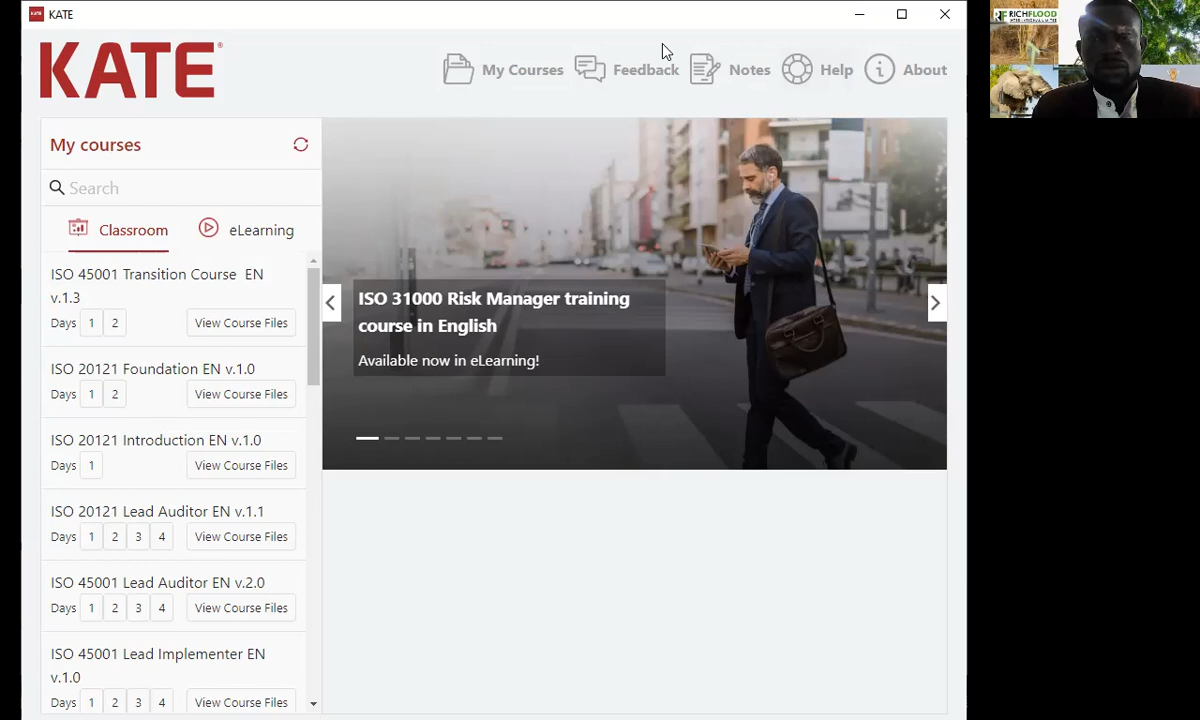 KATE
KATE®
My Courses
Feedback
Notes
Help
About
My courses
Search
Classroom
eLearning
ISO 45001 Transition Course EN
v.1.3
Days 1 2 View Course Files
ISO 20121 Foundation EN v.1.0
Days 1 2 View Course Files
ISO 20121 Introduction EN v.1.0
Days 1 View Course Files
ISO 20121 Lead Auditor EN v.1.1
Days 1 2 3 4 View Course Files
ISO 45001 Lead Auditor EN v.2.0
Days 1 2 3 4 View Course Files
ISO 45001 Lead Implementer EN
v.1.0
Days 1 2 3 4 View Course Files
ISO 31000 Risk Manager training
course in English
Available now in eLearning!
RF RICHFLOOD